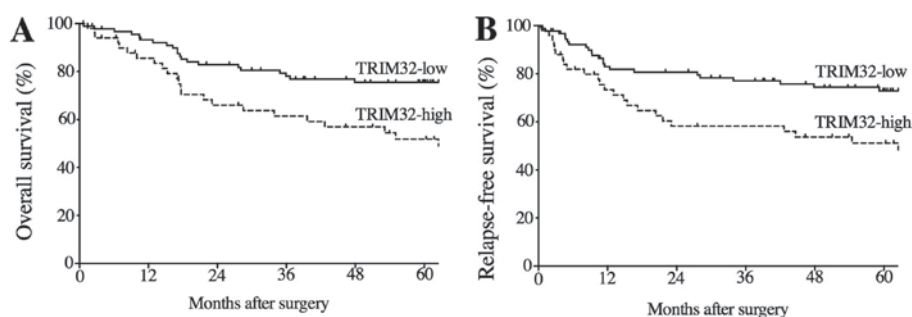 A
Overall survival (%)
100
80
60
40
20
0
TRIM32-low
TRIM32-high
0 12 24 36 48 60
Months after surgery
B
Relapse-free survival (%)
100
80
60
40
20
0
TRIM32-low
TRIM32-high
0 12 24 36 48 60
Months after surgery